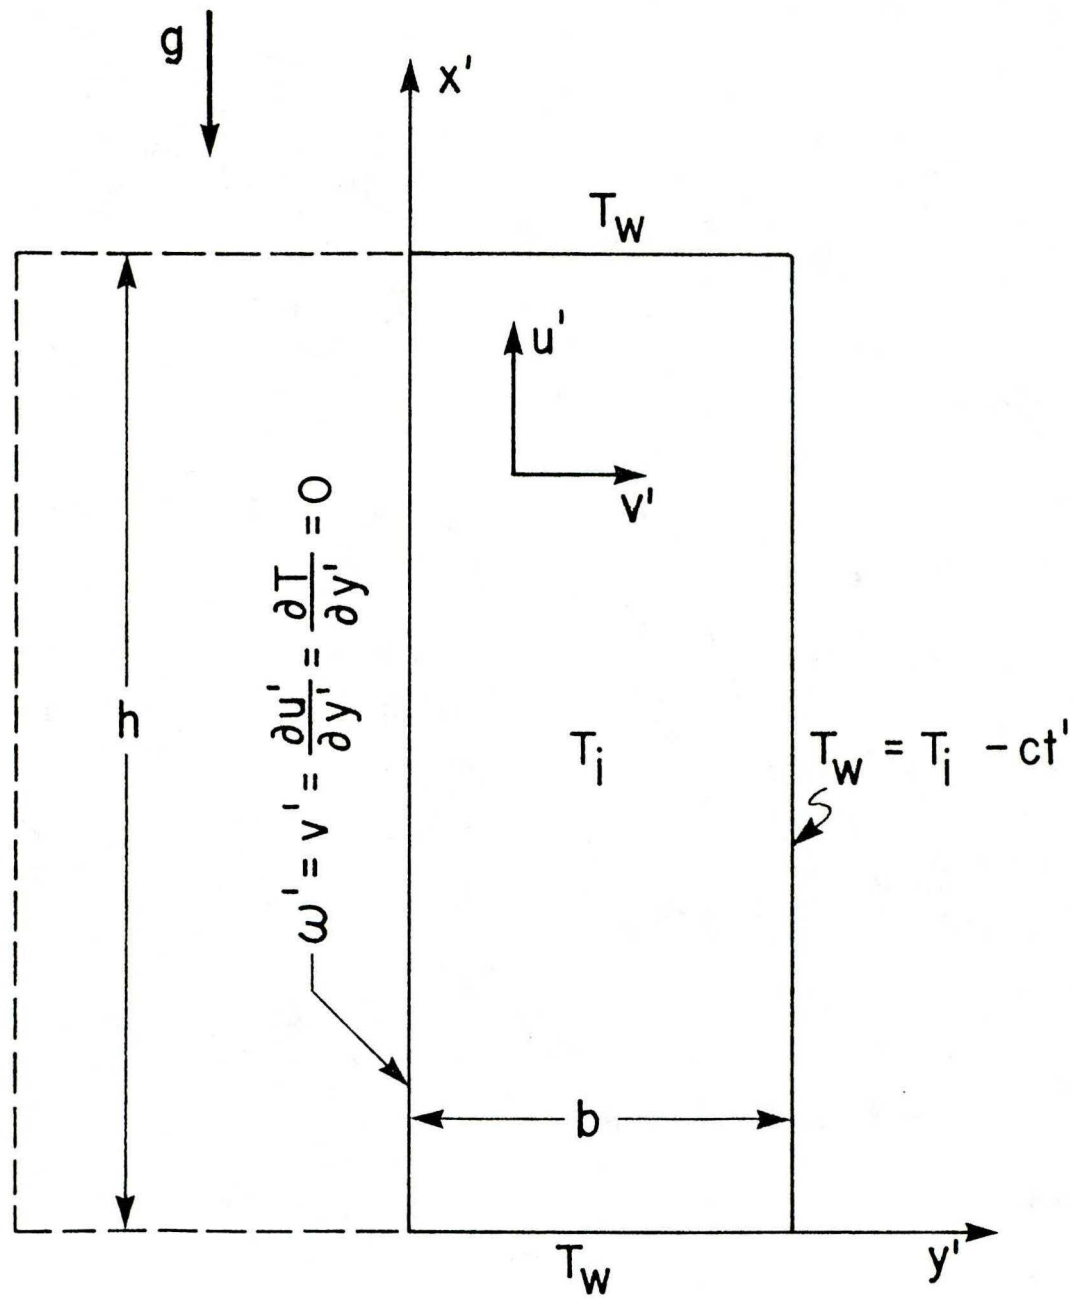 g
x'
T_w
u'
v'
ω' = v' = ∂u'/∂y' = ∂T/∂y' = 0
h
T_i
T_w = T_i - ct'
b
T_w
y'